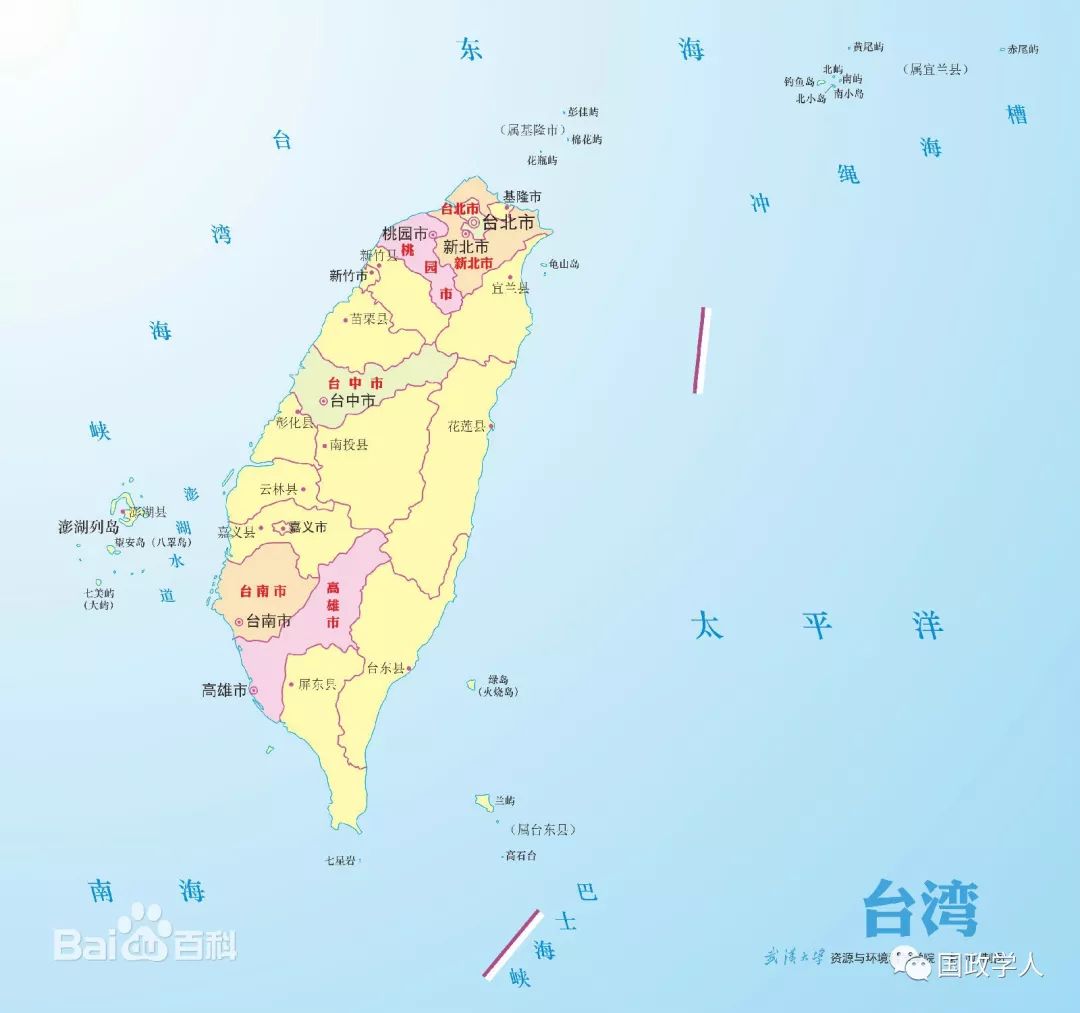 东海
黄尾屿
赤尾屿
（属宜兰县）
北屿
钓鱼岛
南屿
北小岛
南小岛
彭佳屿
（属基隆市）
棉花屿
花瓶屿
冲绳海槽
台湾海峡
基隆市
台北市
台北市
桃园市
新北市
桃园市
新北市
新竹县
新竹市
龟山岛
宜兰县
苗栗县
台中市
台中市
彰化县
南投县
花莲县
云林县
澎湖县
澎湖列岛
望安岛（八罩岛）
澎湖水道
嘉义县
嘉义市
七美屿
（大屿）
台南市
台南市
高雄市
太平洋
台东县
高雄市
屏东县
绿岛
（火烧岛）
兰屿
（属台东县）
高石台
七星岩
南海
巴士海峡
台湾
Bai du 百科
武汉大学 资源与环境
国政学人